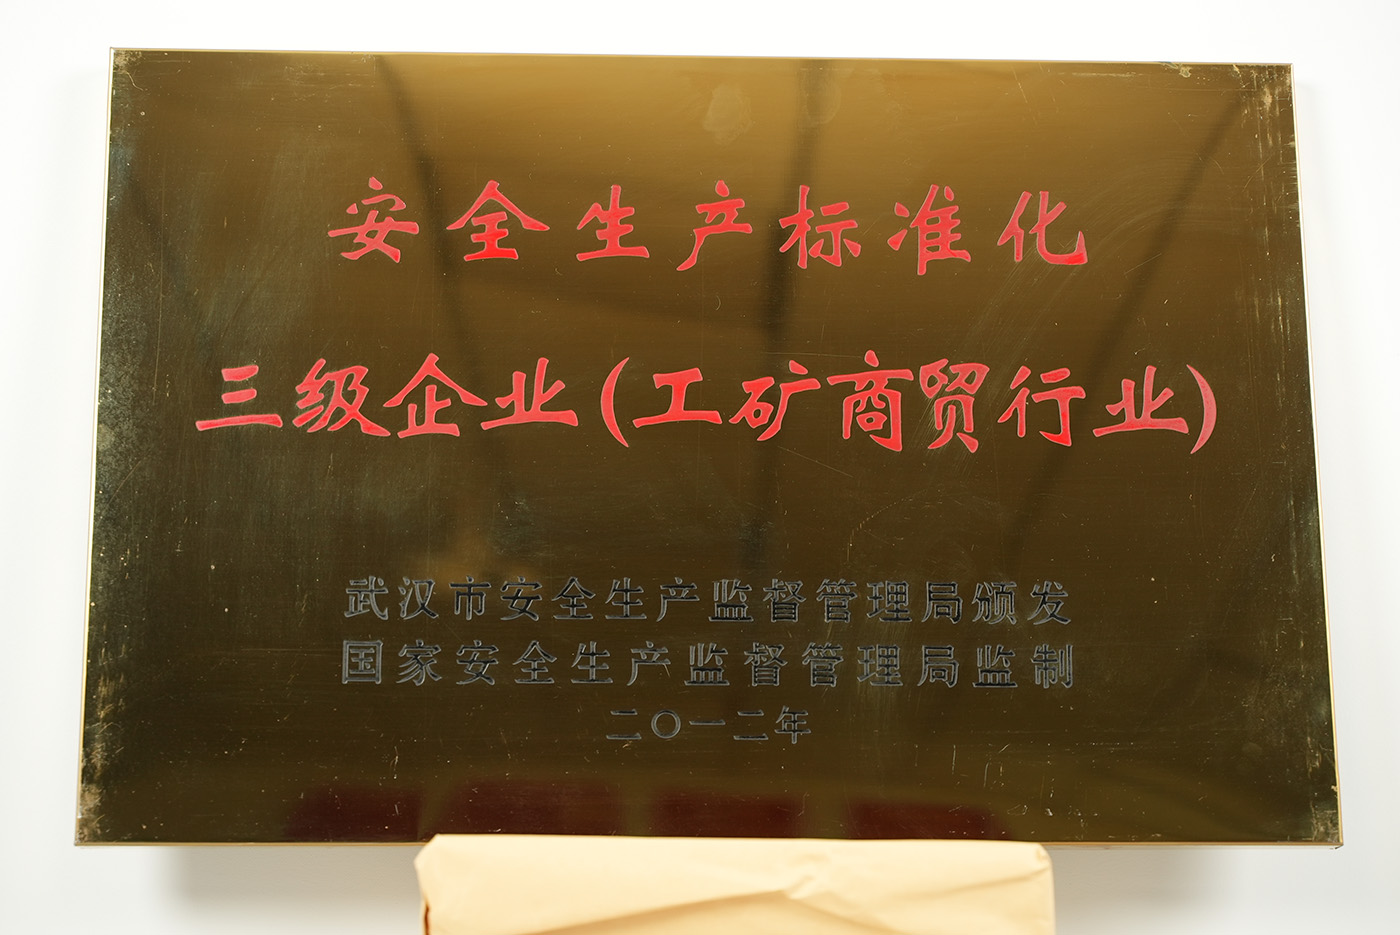 安全生产标准化
三级企业(工矿商贸行业)
武汉市安全生产监督管理局颁发
国家安全生产监督管理局监制
二〇一二年